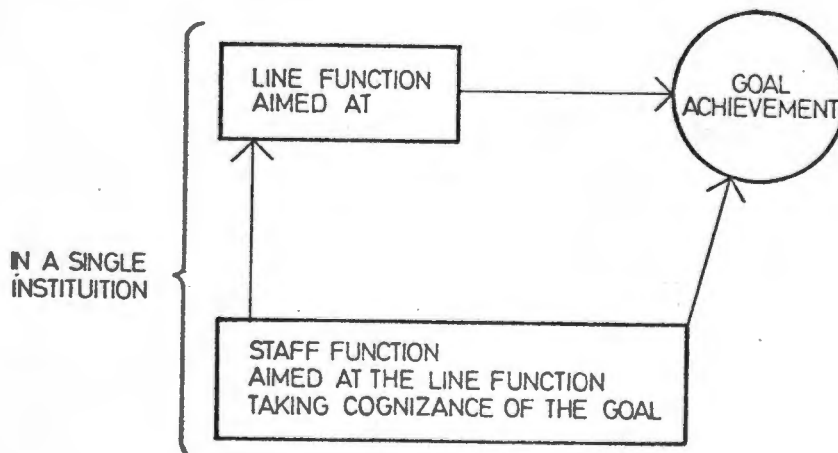 LINE FUNCTION
AIMED AT
GOAL
ACHIEVEMENT
IN A SINGLE
INSTITUITION
STAFF FUNCTION
AIMED AT THE LINE FUNCTION
TAKING COGNIZANCE OF THE GOAL